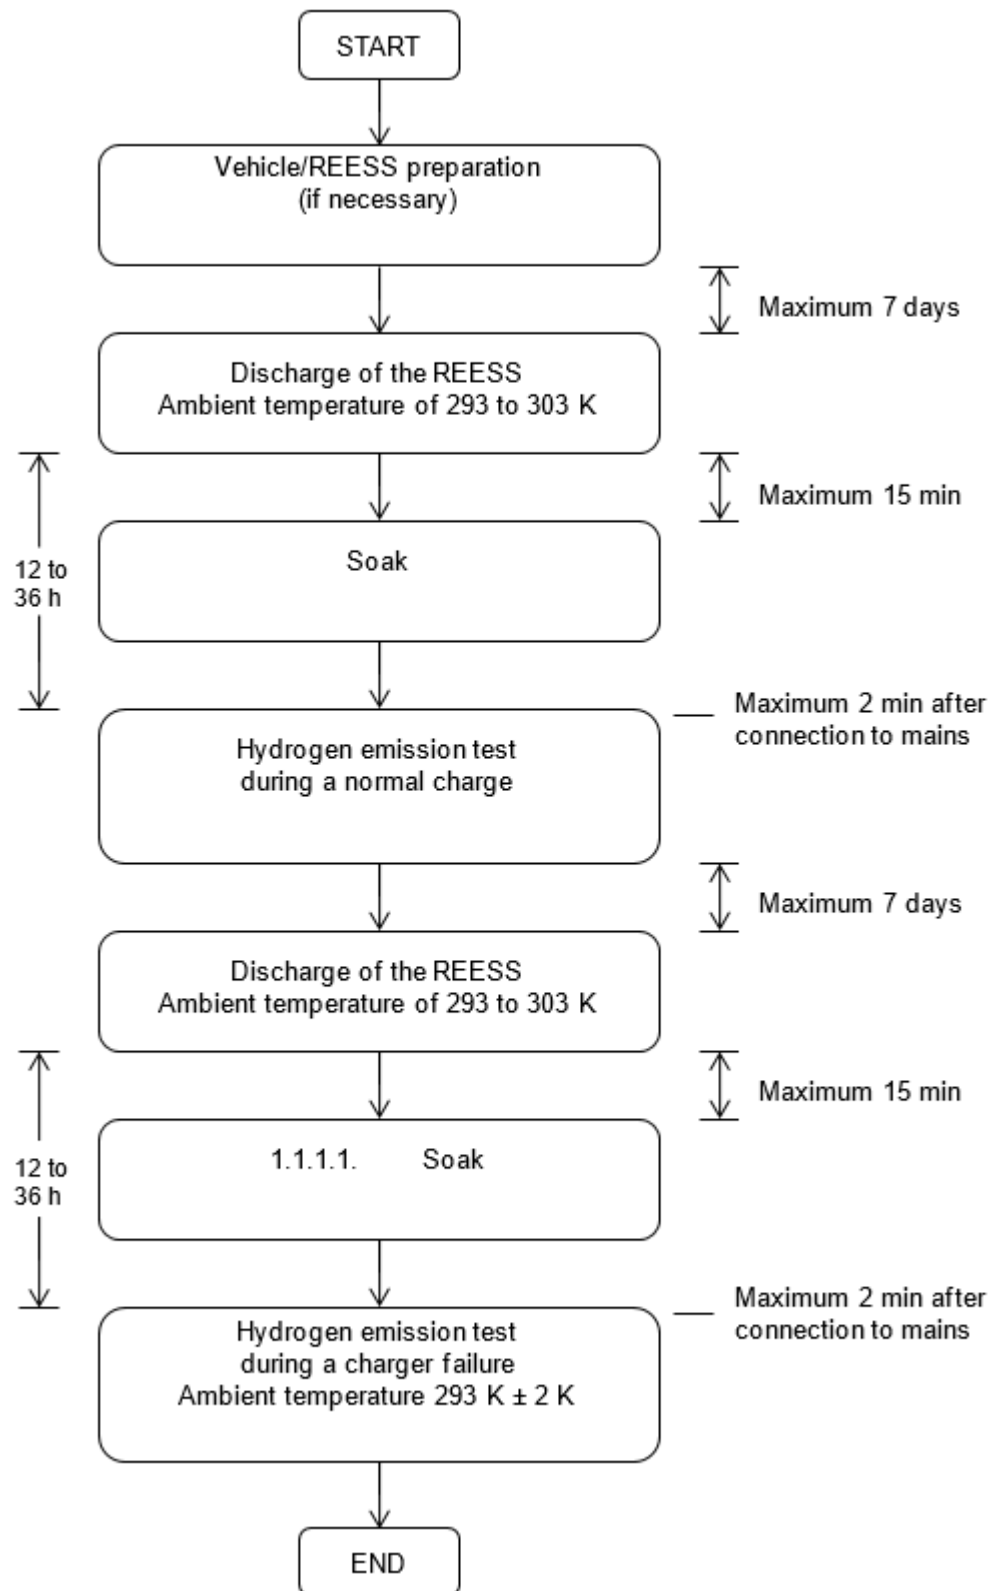 START
Vehicle/REESS preparation
(if necessary)
Maximum 7 days
Discharge of the REESS
Ambient temperature of 293 to 303 K
Maximum 15 min
12 to
36 h
Soak
Maximum 2 min after
connection to mains
Hydrogen emission test
during a normal charge
Maximum 7 days
Discharge of the REESS
Ambient temperature of 293 to 303 K
Maximum 15 min
12 to
36 h
1.1.1.1. Soak
Maximum 2 min after
connection to mains
Hydrogen emission test
during a charger failure
Ambient temperature 293 K ± 2 K
END